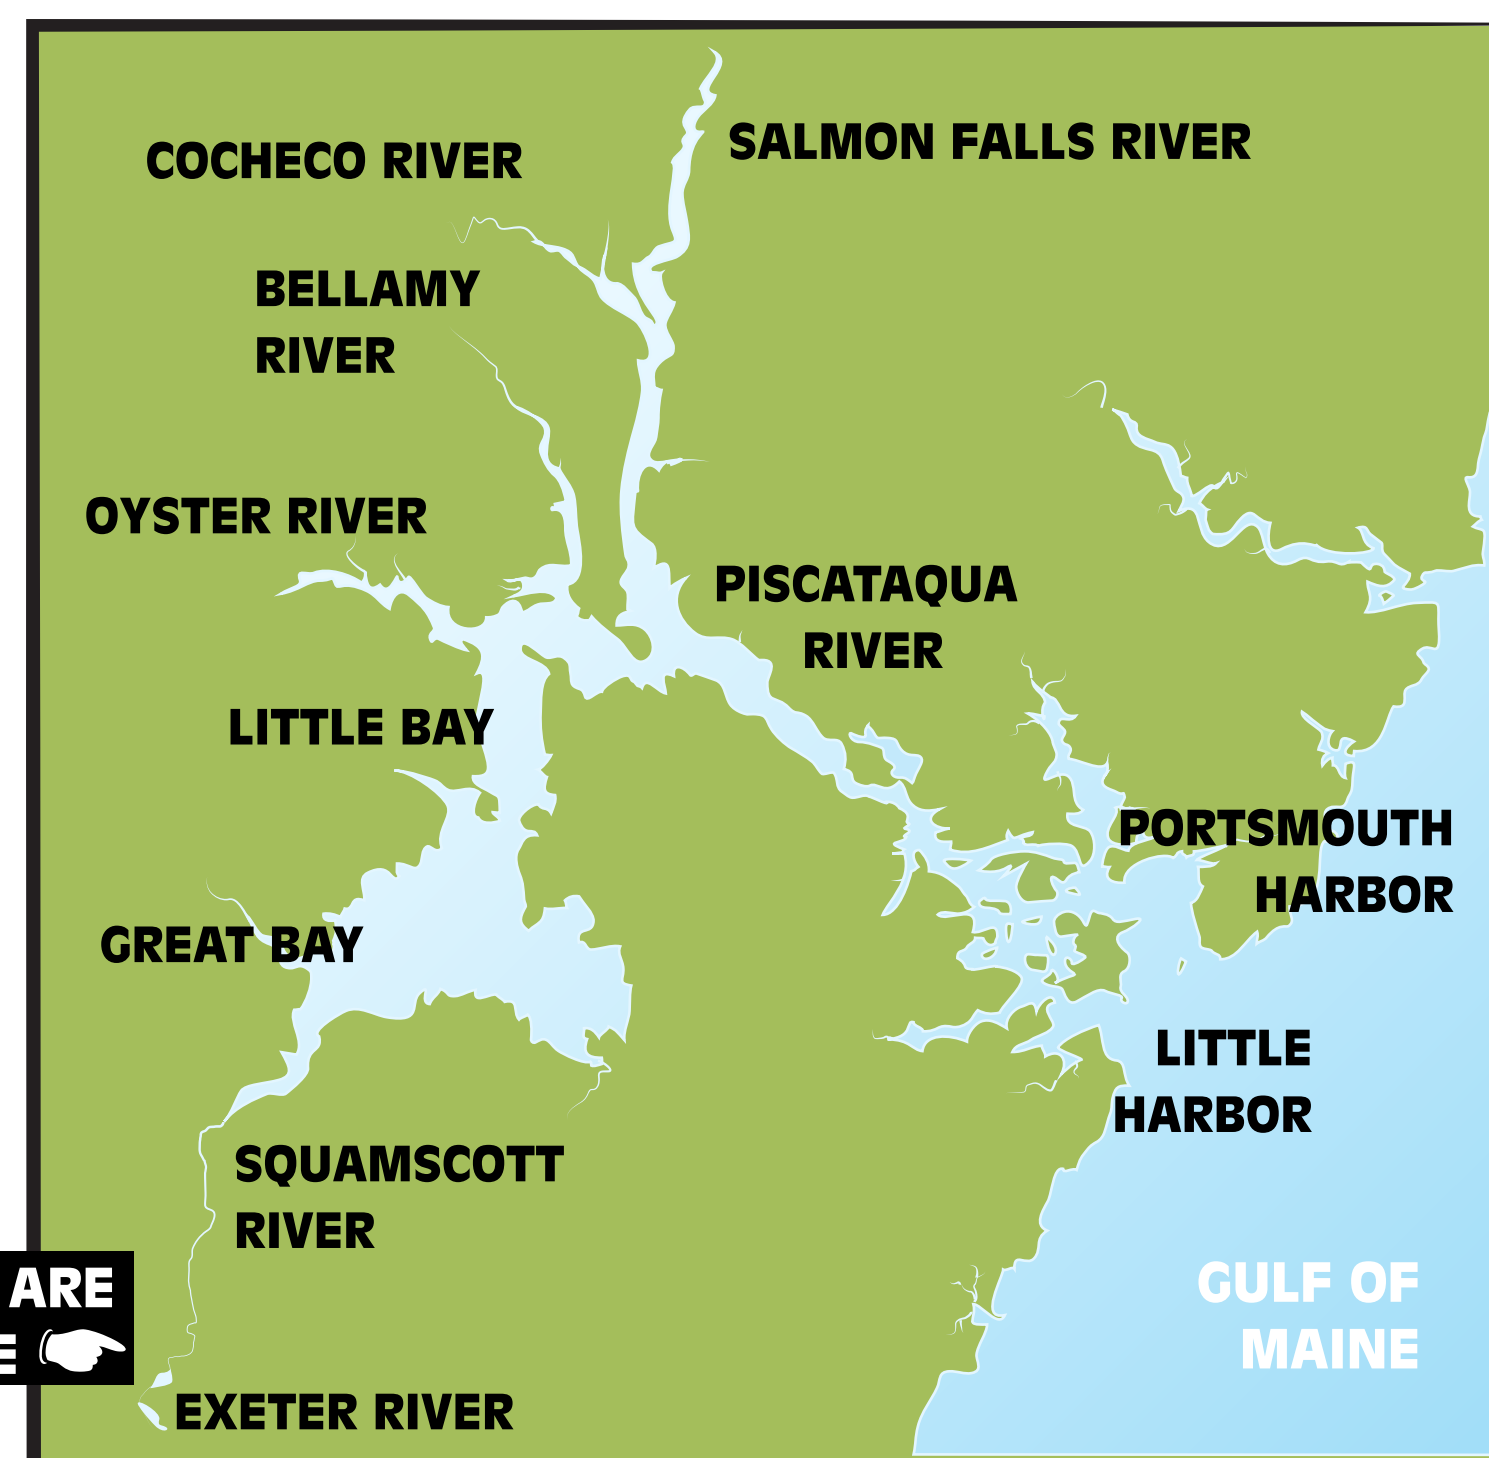 SALMON FALLS RIVER
COCHECO RIVER
BELLAMY
RIVER
OYSTER RIVER
PISCATAQUA
RIVER
LITTLE BAY
PORTSMOUTH
HARBOR
GREAT BAY
LITTLE
HARBOR
SQUAMSCOTT
RIVER
GULF OF
MAINE
ARE
E
EXETER RIVER